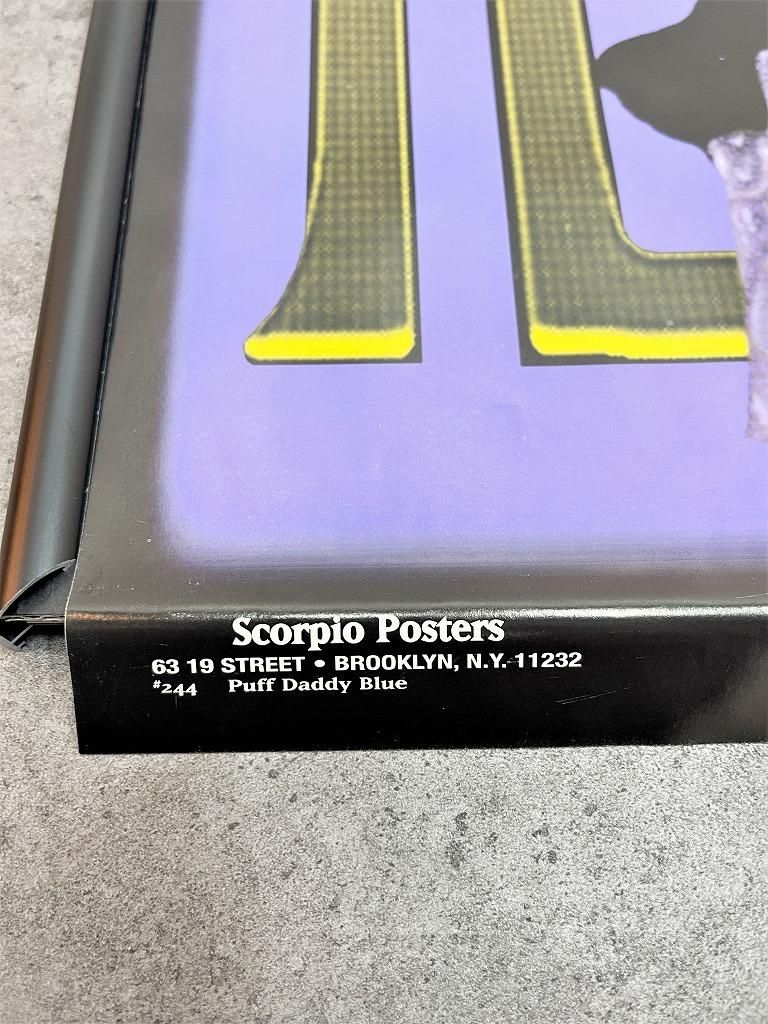 Scorpio Posters
63 19 STREET • BROOKLYN, N.Y. 11232
#244 Puff Daddy Blue